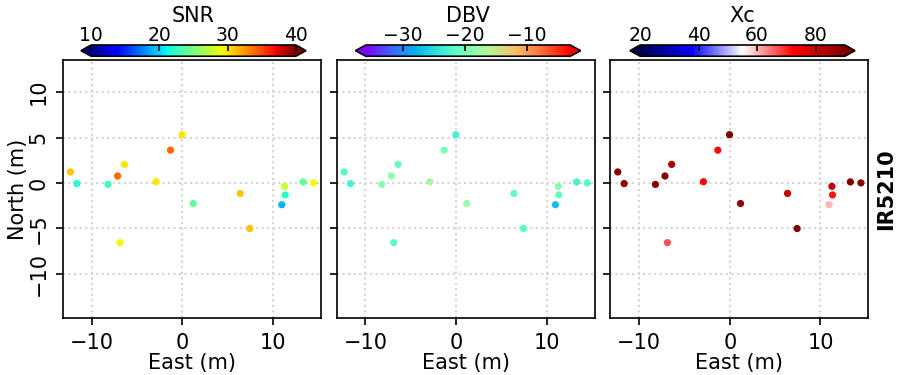 SNR DBV Xc
10 20 30 40 −30 −20 −10 20 40 60 80
10
5
0
−5
−10
North (m)
IR5210
−10 0 10 −10 0 10 −10 0 10
East (m) East (m) East (m)